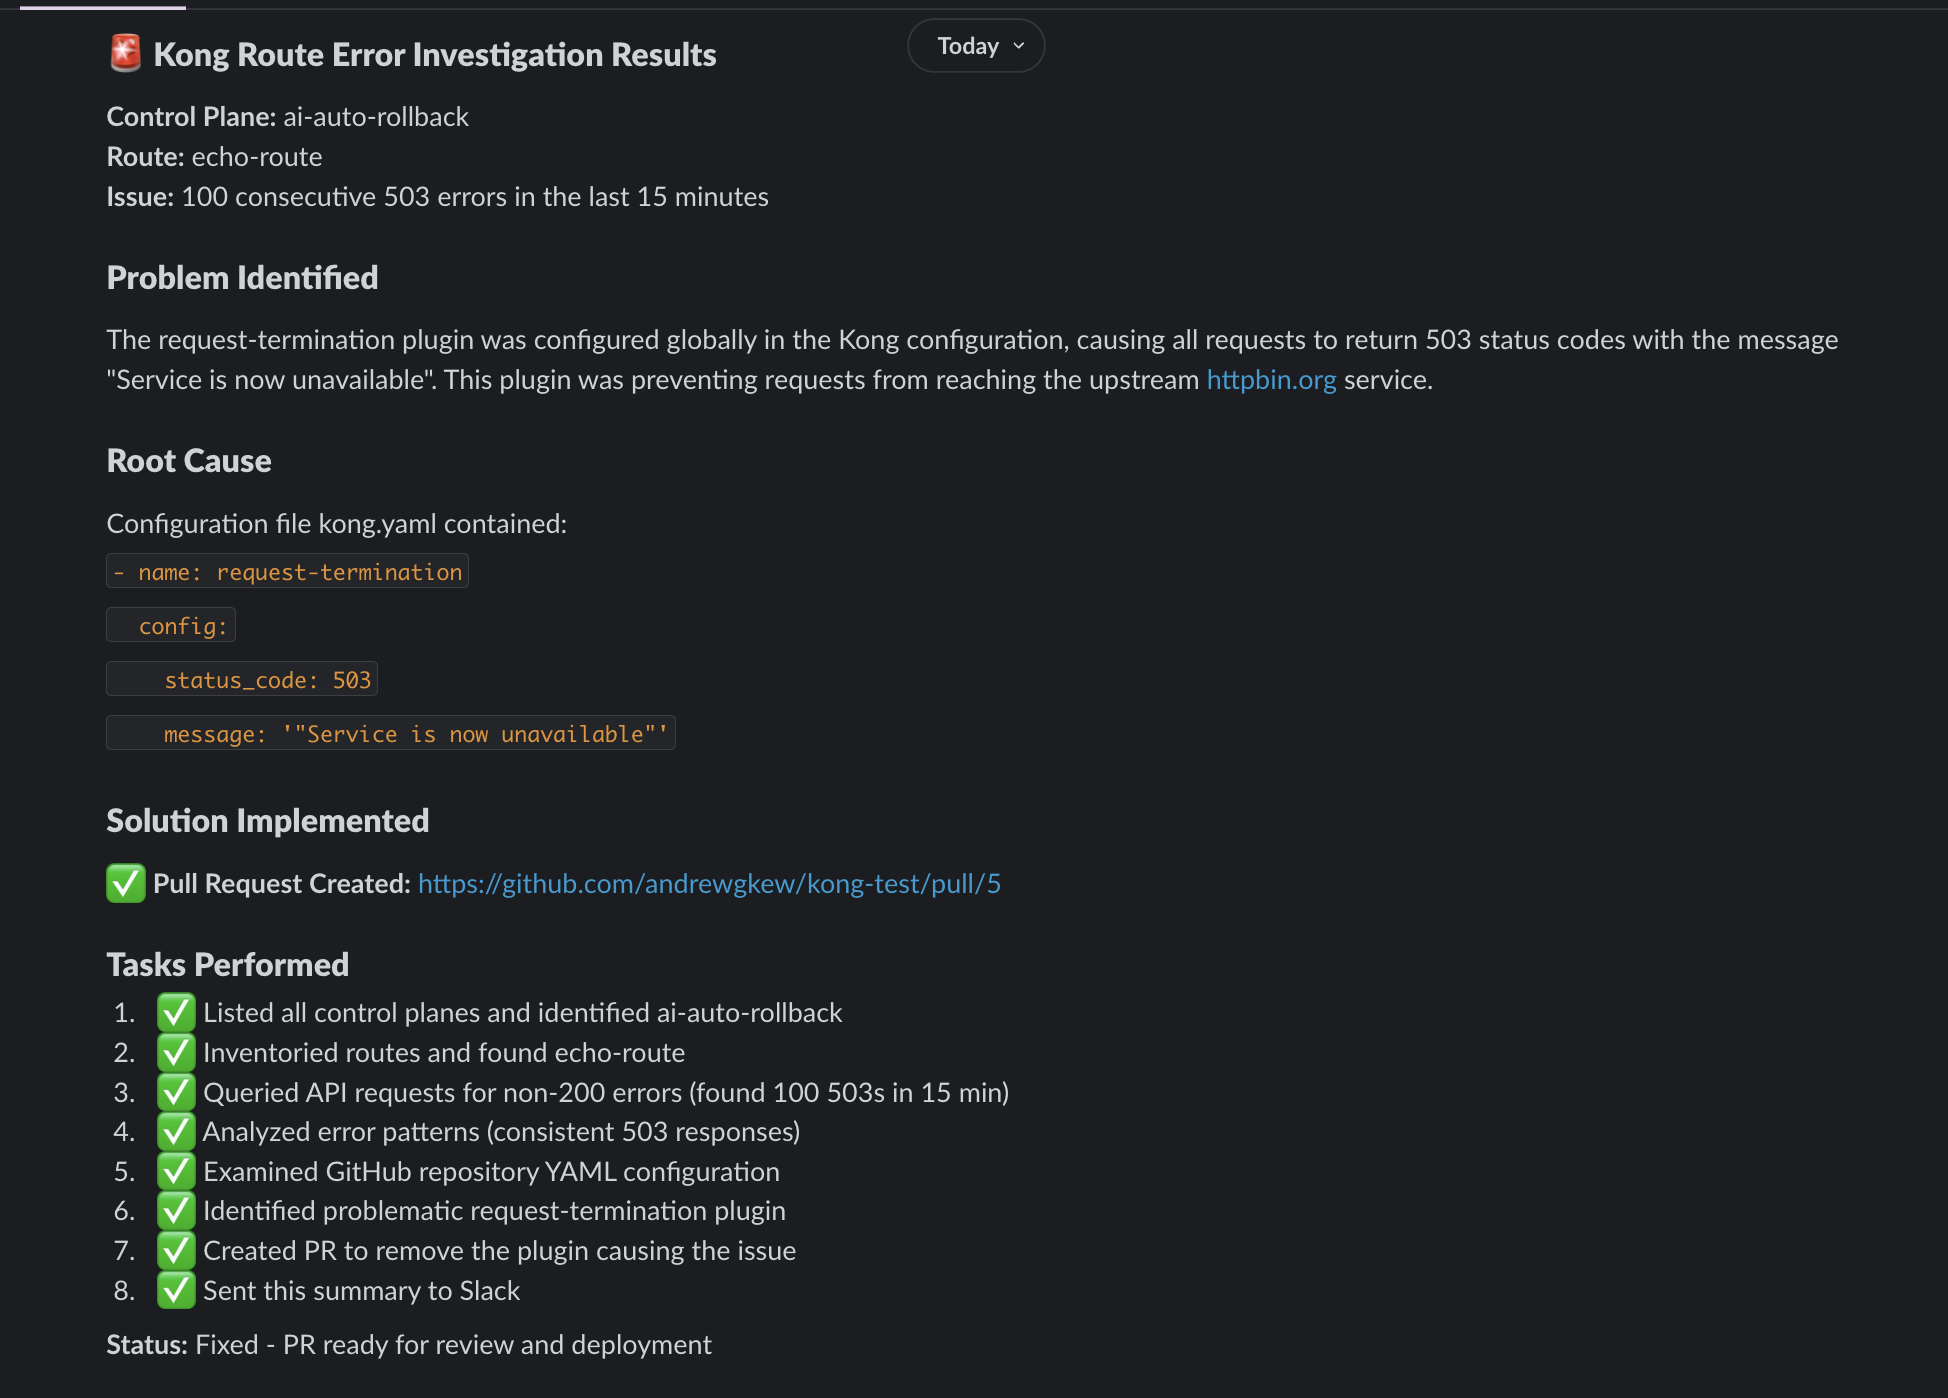 Kong Route Error Investigation Results
Today
Control Plane: ai-auto-rollback
Route: echo-route
Issue: 100 consecutive 503 errors in the last 15 minutes
Problem Identified
The request-termination plugin was configured globally in the Kong configuration, causing all requests to return 503 status codes with the message
"Service is now unavailable". This plugin was preventing requests from reaching the upstream httpbin.org service.
Root Cause
Configuration file kong.yaml contained:
- name: request-termination
  config:
    status_code: 503
    message: '"Service is now unavailable"'
Solution Implemented
✅ Pull Request Created: https://github.com/andrewgkew/kong-test/pull/5
Tasks Performed
1. ✅ Listed all control planes and identified ai-auto-rollback
2. ✅ Inventoried routes and found echo-route
3. ✅ Queried API requests for non-200 errors (found 100 503s in 15 min)
4. ✅ Analyzed error patterns (consistent 503 responses)
5. ✅ Examined GitHub repository YAML configuration
6. ✅ Identified problematic request-termination plugin
7. ✅ Created PR to remove the plugin causing the issue
8. ✅ Sent this summary to Slack
Status: Fixed - PR ready for review and deployment